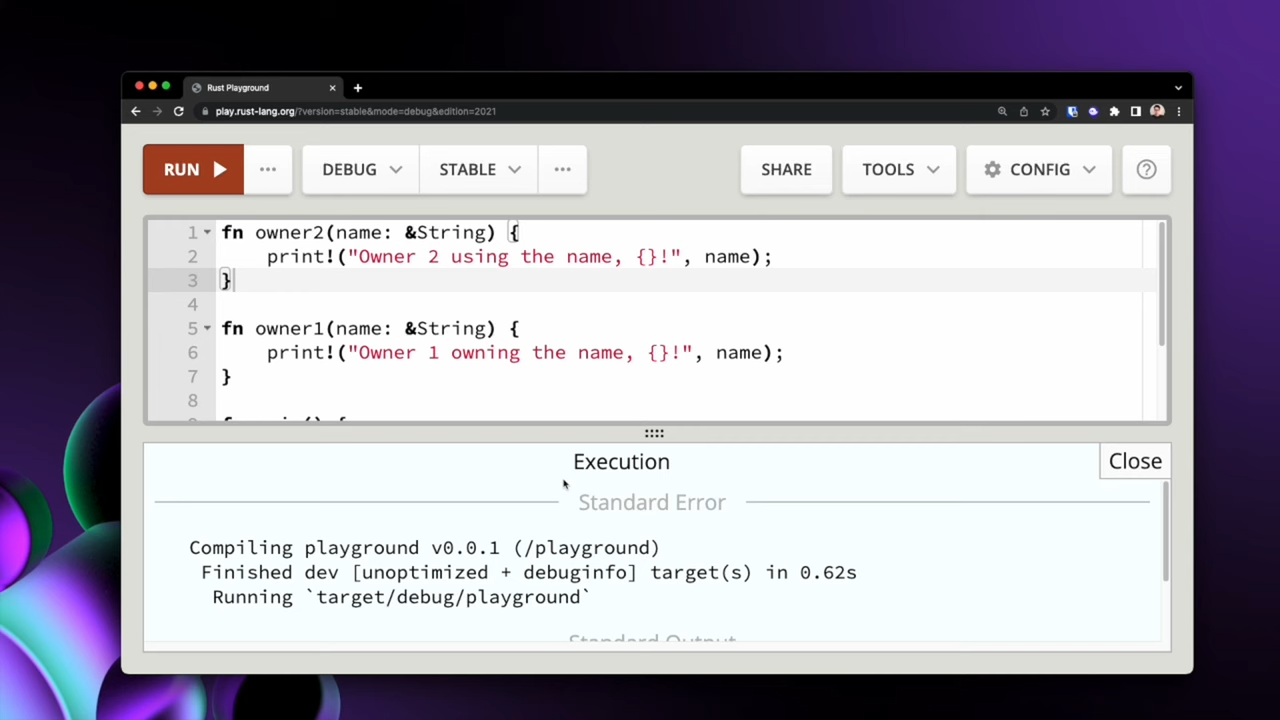 Rust Playground
play.rust-lang.org/?version=stable&mode=debug&edition=2021
RUN
DEBUG
STABLE
SHARE
TOOLS
CONFIG
1 fn owner2(name: &String) {
2 print!("Owner 2 using the name, {}!", name);
3 }
4
5 fn owner1(name: &String) {
6 print!("Owner 1 owning the name, {}!", name);
7 }
8
Execution
Close
Standard Error
Compiling playground v0.0.1 (/playground)
Finished dev [unoptimized + debuginfo] target(s) in 0.62s
Running `target/debug/playground`
Standard Output